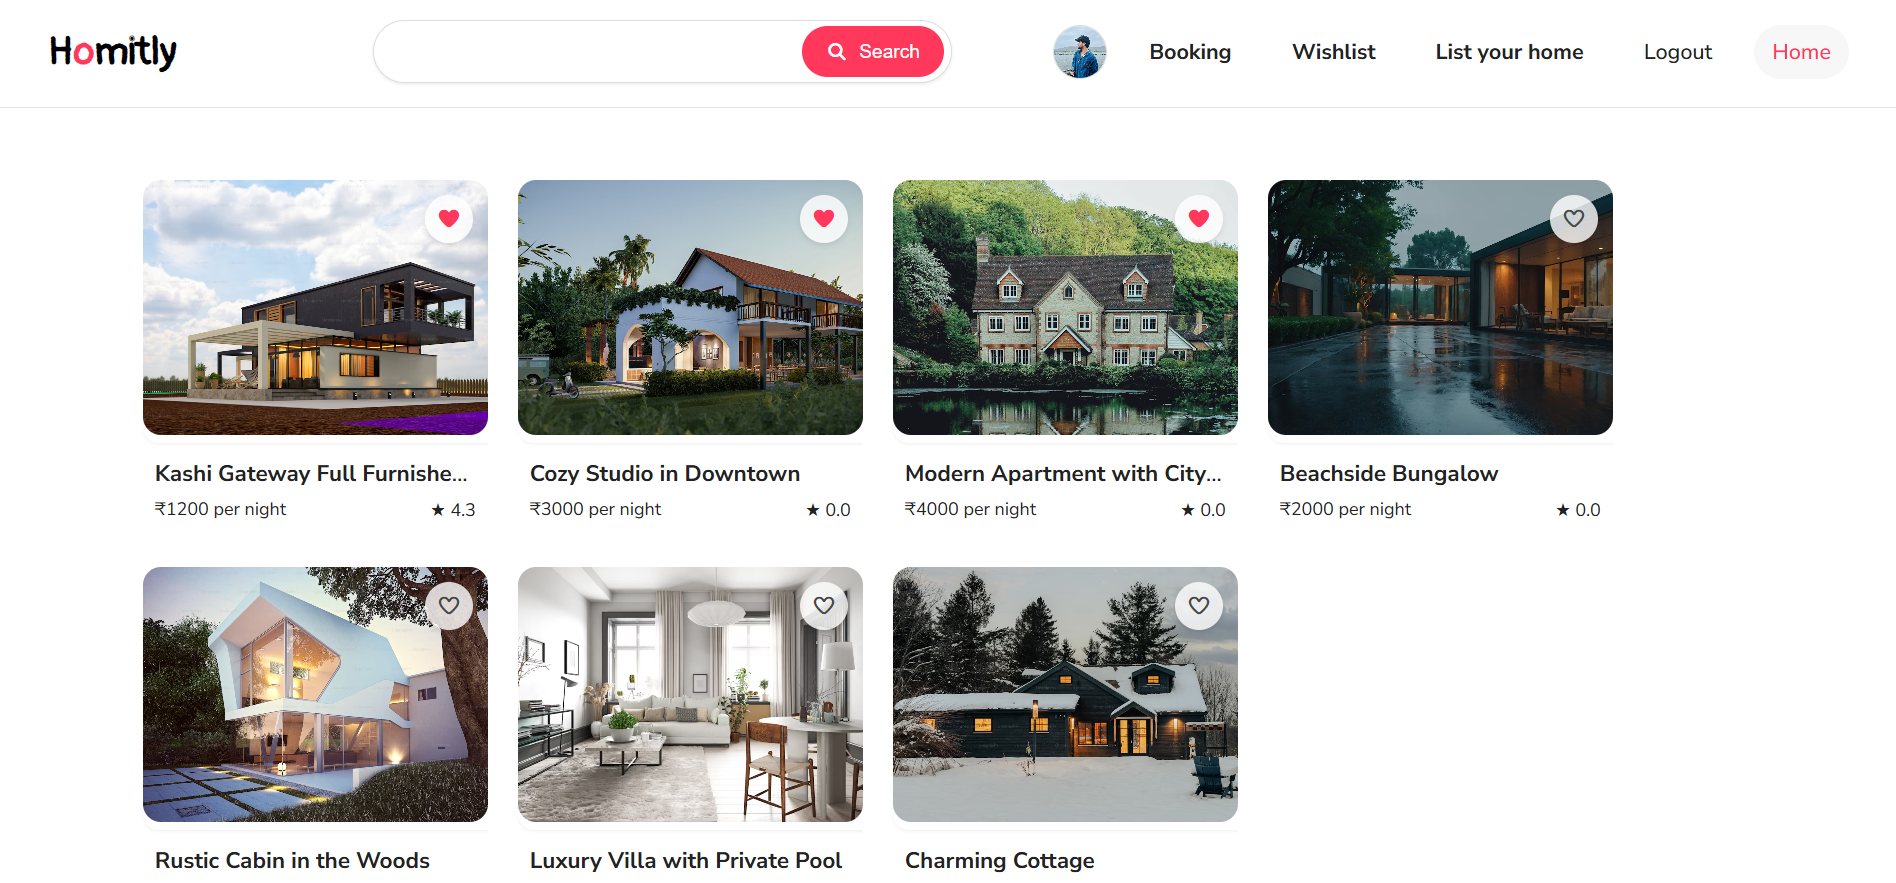 Homitly
Search
Booking
Wishlist
List your home
Logout
Home
Kashi Gateway Full Furnishe...
₹1200 per night
★ 4.3
Cozy Studio in Downtown
₹3000 per night
★ 0.0
Modern Apartment with City...
₹4000 per night
★ 0.0
Beachside Bungalow
₹2000 per night
★ 0.0
Rustic Cabin in the Woods
Luxury Villa with Private Pool
Charming Cottage